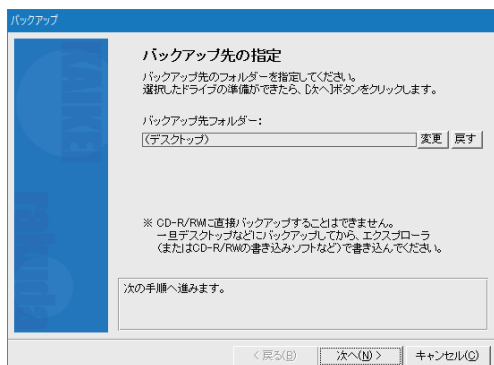 バックアップ
KAIKEI
バックアップ先の指定
バックアップ先のフォルダーを指定してください。
選択したドライブの準備ができたら、[次へ]ボタンをクリックします。
バックアップ先フォルダー:
(デスクトップ)
変更
戻す
※ CD-R/RWに直接バックアップすることはできません。
一旦デスクトップなどにバックアップしてから、エクスプローラ
(またはCD-R/RWの書き込みソフトなど)で書き込んでください。
次の手順へ進みます。
< 戻る(B)
次へ(N) >
キャンセル(C)